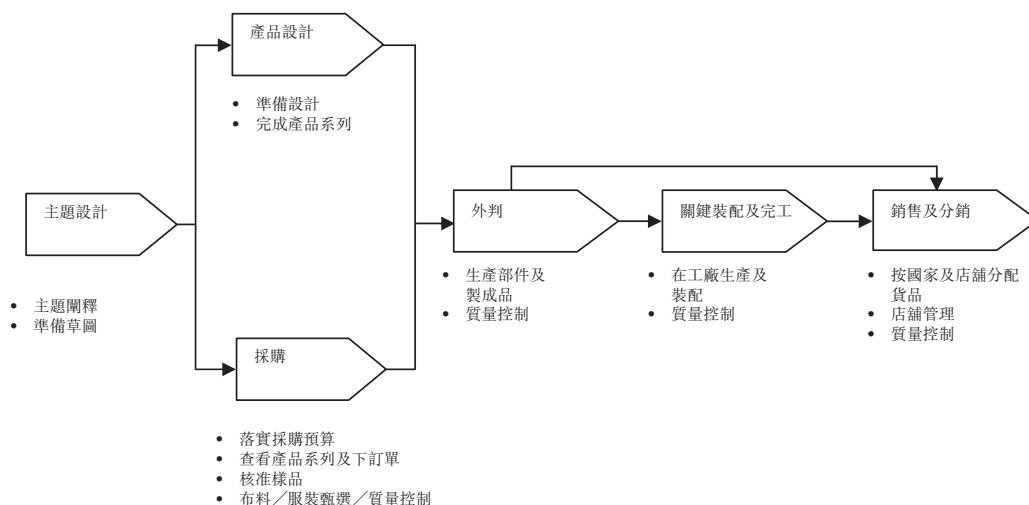 產品設計
• 準備設計
• 完成產品系列
主題設計
• 主題闡釋
• 準備草圖
採購
• 落實採購預算
• 查看產品系列及下訂單
• 核准樣品
• 布料／服裝甄選／質量控制
外判
• 生產部件及
製成品
• 質量控制
關鍵裝配及完工
• 在工廠生產及
裝配
• 質量控制
銷售及分銷
• 按國家及店舖分配
貨品
• 店舖管理
• 質量控制